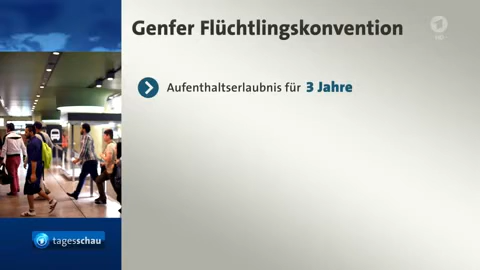 Genfer Flüchtlingskonvention
Aufenthaltserlaubnis für 3 Jahre
tagesschau